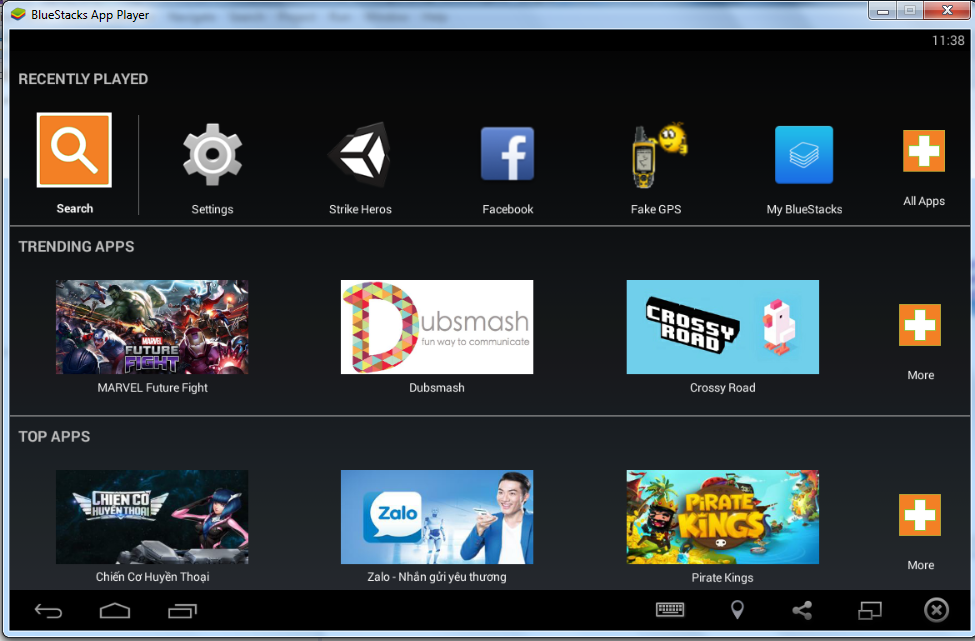 BlueStacks App Player
11:38
RECENTLY PLAYED
Search
Settings
Strike Heros
Facebook
Fake GPS
My BlueStacks
All Apps
TRENDING APPS
MARVEL
FUTURE
FIGHT
Dubsmash
fun way to communicate
CROSSY
ROAD
MARVEL Future Fight
Dubsmash
Crossy Road
More
TOP APPS
CHIẾN CƠ
HUYỀN THOẠI
Zalo
PIRATE
KINGS
Chiến Cơ Huyền Thoại
Zalo - Nhắn gửi yêu thương
Pirate Kings
More